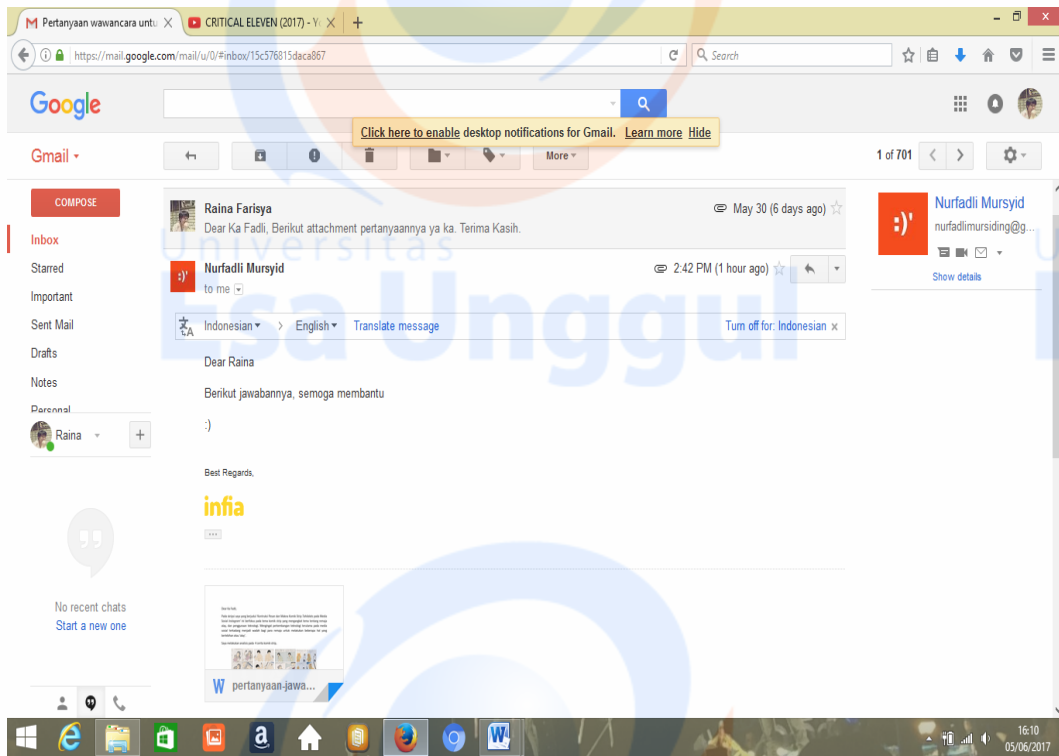 Pertanyaan wawancara untu
CRITICAL ELEVEN (2017) - Yo
https://mail.google.com/mail/u/0/#inbox/15c576815daca867
Search
Google
Click here to enable desktop notifications for Gmail. Learn more Hide
Gmail
More
1 of 701
COMPOSE
Inbox
Starred
Important
Sent Mail
Drafts
Notes
Personal
Raina
No recent chats
Start a new one
Raina Farisya
May 30 (6 days ago)
Dear Ka Fadli, Berikut attachment pertanyaannya ya ka. Terima Kasih.
Nurfadli Mursyid
2:42 PM (1 hour ago)
to me
Indonesian > English Translate message Turn off for: Indonesian x
Dear Raina
Berikut jawabannya, semoga membantu
:)
Best Regards,
infia
W pertanyaan-jawa...
:)'
Nurfadli Mursyid
nurfadlimursiding@g...
Show details
Universitas
Esa Unggul
16:10
05/06/2017